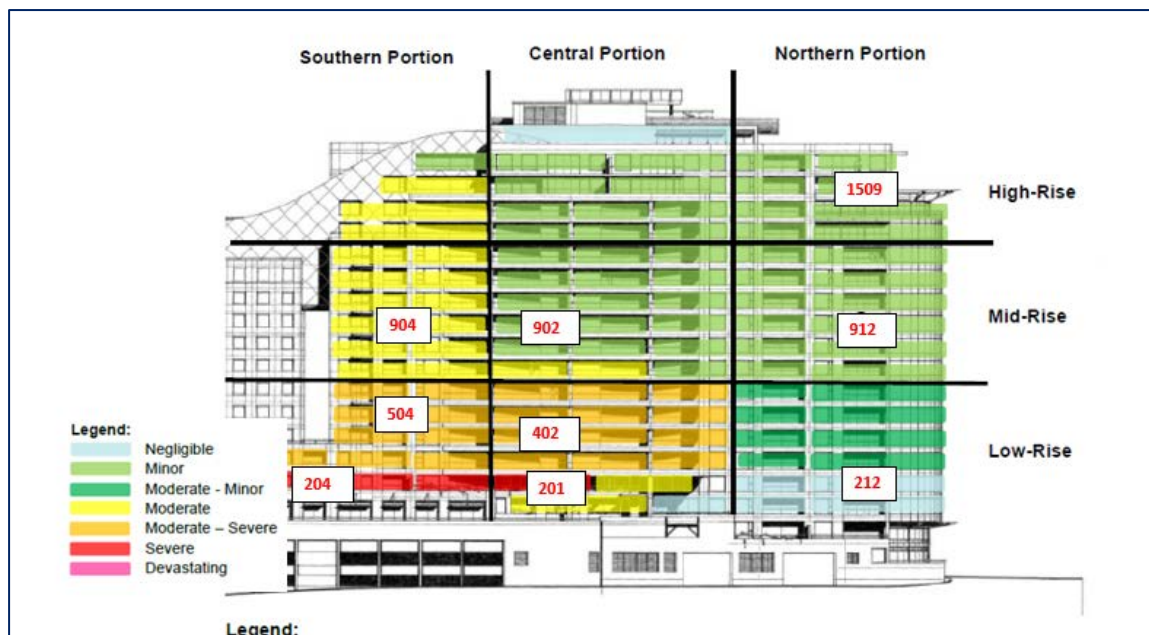 Southern Portion
Central Portion
Northern Portion
1509
High-Rise
904
902
912
Mid-Rise
504
402
Low-Rise
204
201
212
Legend:
Negligible
Minor
Moderate - Minor
Moderate
Moderate – Severe
Severe
Devastating
Legend: